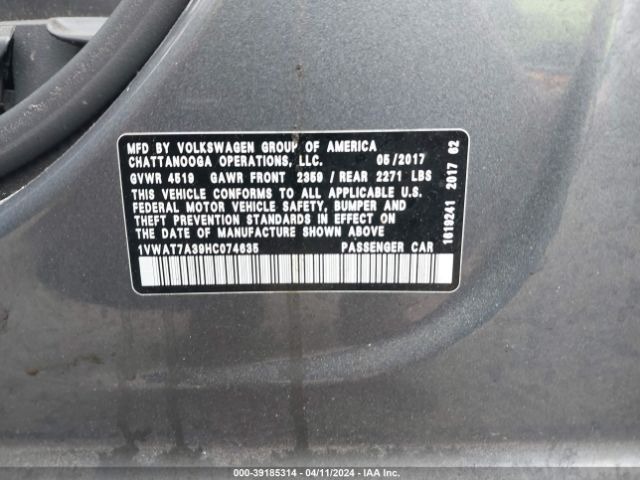 MFD BY VOLKSWAGEN GROUP OF AMERICA
CHATTANOOGA OPERATIONS, LLC. 05/2017
GVWR 4519 GAWR FRONT 2359 / REAR 2271 LBS
THIS VEHICLE CONFORMS TO ALL APPLICABLE U.S.
FEDERAL MOTOR VEHICLE SAFETY, BUMPER AND
THEFT PREVENTION STANDARDS IN EFFECT ON
THE DATE OF MANUFACTURE SHOWN ABOVE
1VWAT7A39HC074635 PASSENGER CAR
1619241 2017 62
000-39185314 - 04/11/2024 - IAA Inc.